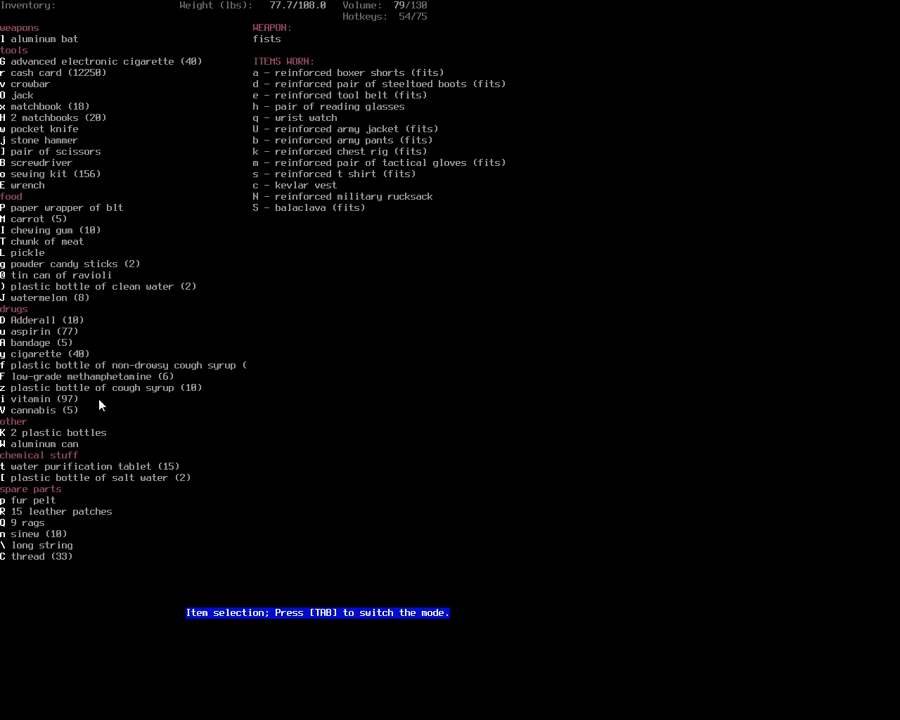 Inventory: Weight (lbs): 77.7/108.0 Volume: 79/130
Hotkeys: 54/75
weapons
l aluminum bat
tools
G advanced electronic cigarette (40)
r cash card (12250)
v crowbar
O jack
x matchbook (18)
H 2 matchbooks (20)
w pocket knife
j stone hammer
] pair of scissors
B screwdriver
o sewing kit (156)
E wrench
food
P paper wrapper of blt
M carrot (5)
I chewing gum (10)
T chunk of meat
L pickle
g powder candy sticks (2)
0 tin can of ravioli
) plastic bottle of clean water (2)
J watermelon (8)
drugs
D Adderall (10)
u aspirin (77)
A bandage (5)
y cigarette (40)
f plastic bottle of non-drowsy cough syrup (
F low-grade methamphetamine (6)
z plastic bottle of cough syrup (10)
i vitamin (97)
V cannabis (5)
other
K 2 plastic bottles
W aluminum can
chemical stuff
t water purification tablet (15)
[ plastic bottle of salt water (2)
spare parts
p fur pelt
R 15 leather patches
Q 9 rags
n sinew (10)
\ long string
C thread (33)
WEAPON:
fists
ITEMS WORN:
a - reinforced boxer shorts (fits)
d - reinforced pair of steeltoed boots (fits)
e - reinforced tool belt (fits)
h - pair of reading glasses
q - wrist watch
U - reinforced army jacket (fits)
b - reinforced army pants (fits)
k - reinforced chest rig (fits)
m - reinforced pair of tactical gloves (fits)
s - reinforced t shirt (fits)
c - kevlar vest
N - reinforced military rucksack
S - balaclava (fits)
Item selection; Press [TAB] to switch the mode.